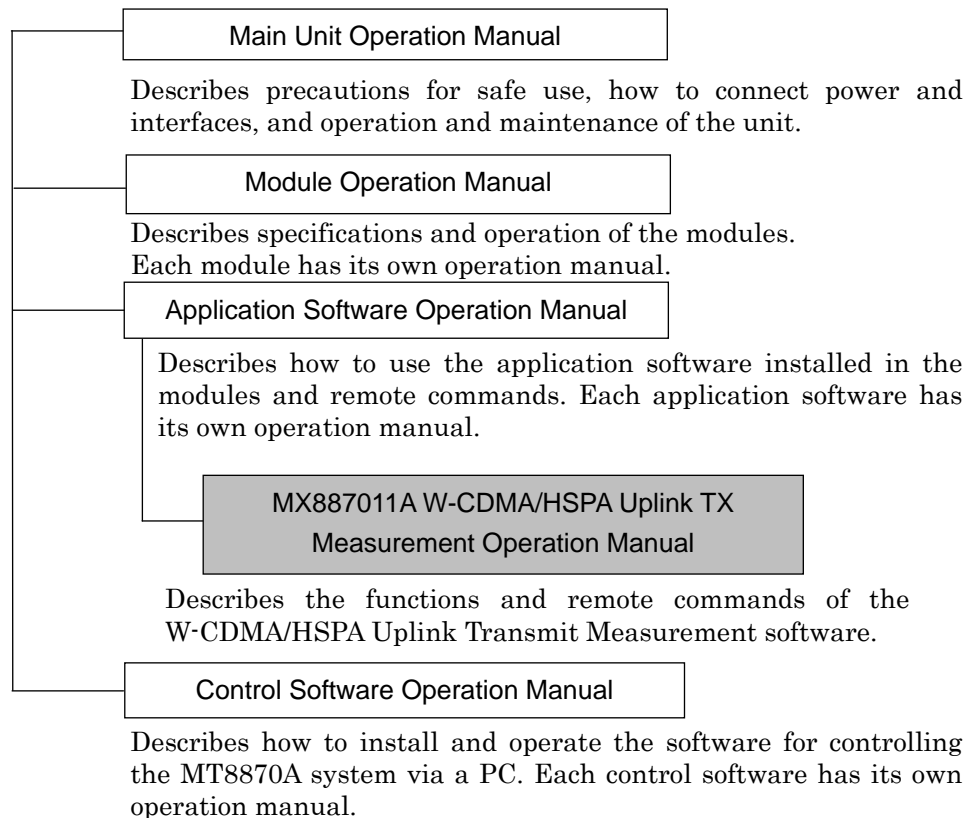 Main Unit Operation Manual
Describes precautions for safe use, how to connect power and
interfaces, and operation and maintenance of the unit.
Module Operation Manual
Describes specifications and operation of the modules.
Each module has its own operation manual.
Application Software Operation Manual
Describes how to use the application software installed in the
modules and remote commands. Each application software has
its own operation manual.
MX887011A W-CDMA/HSPA Uplink TX
Measurement Operation Manual
Describes the functions and remote commands of the
W-CDMA/HSPA Uplink Transmit Measurement software.
Control Software Operation Manual
Describes how to install and operate the software for controlling
the MT8870A system via a PC. Each control software has its own
operation manual.